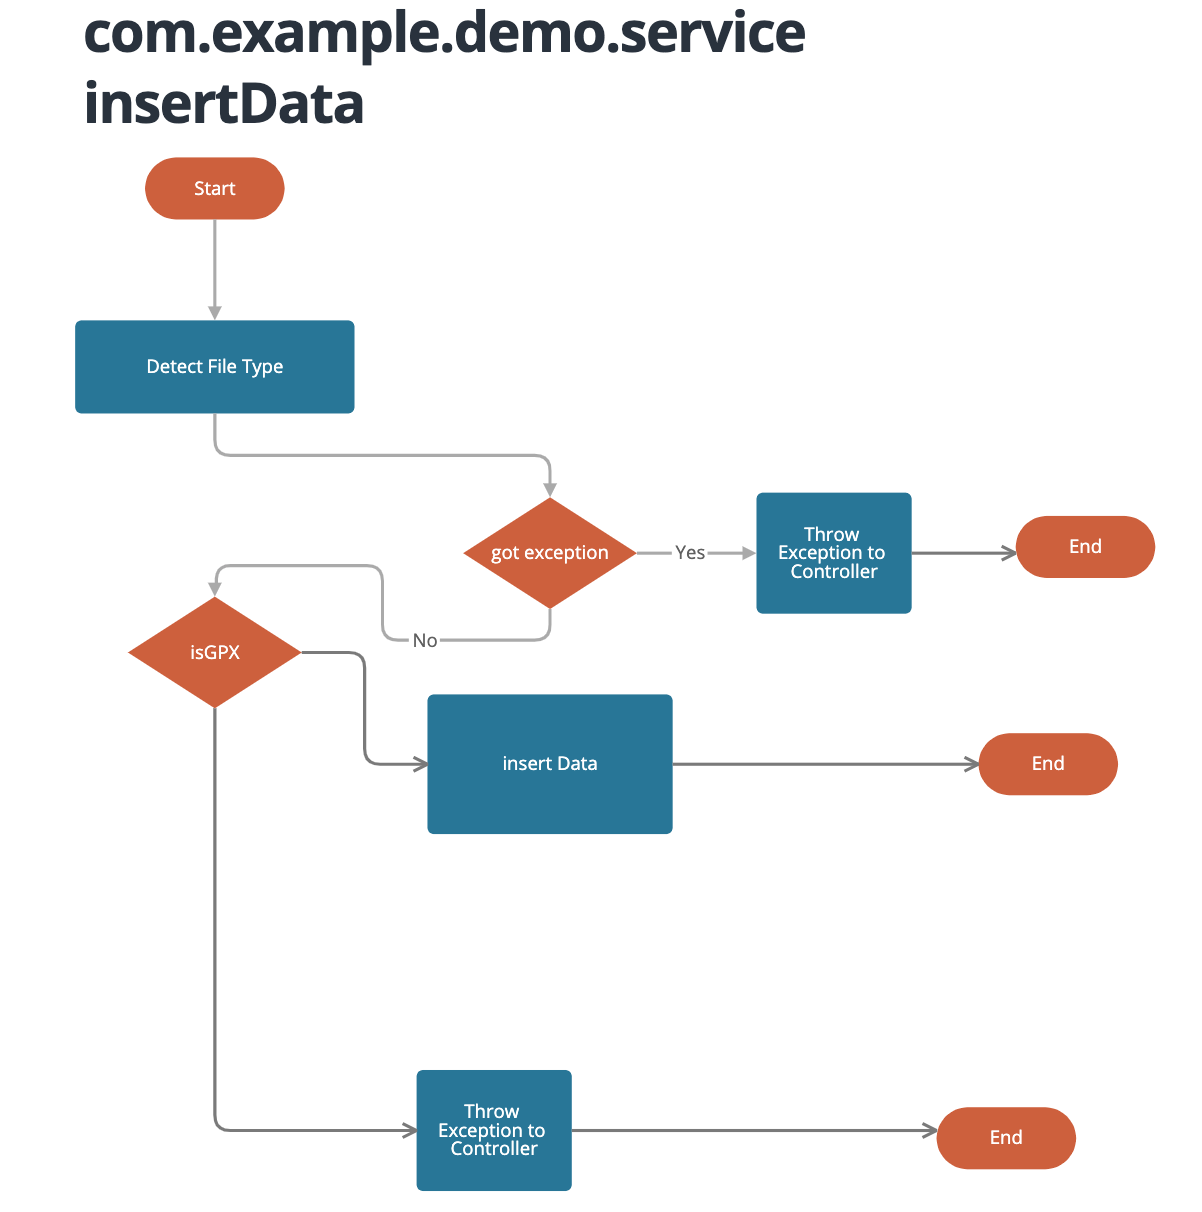 com.example.demo.service
insertData
Start
Detect File Type
got exception
Yes
Throw
Exception to
Controller
End
No
isGPX
insert Data
End
Throw
Exception to
Controller
End